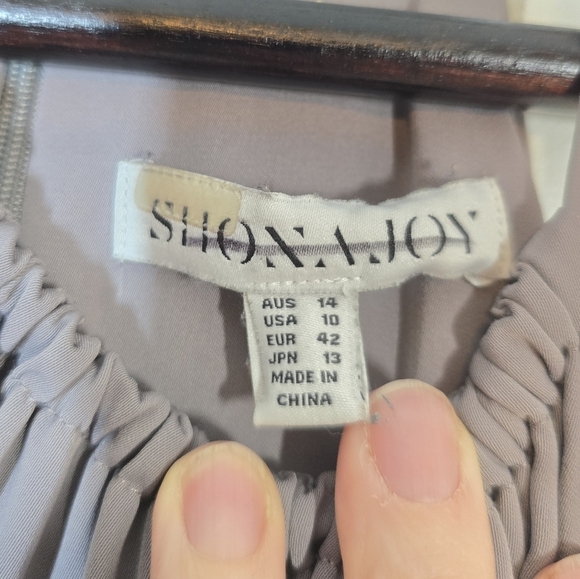 SHONA JOY
AUS 14
USA 10
EUR 42
JPN 13
MADE IN
CHINA